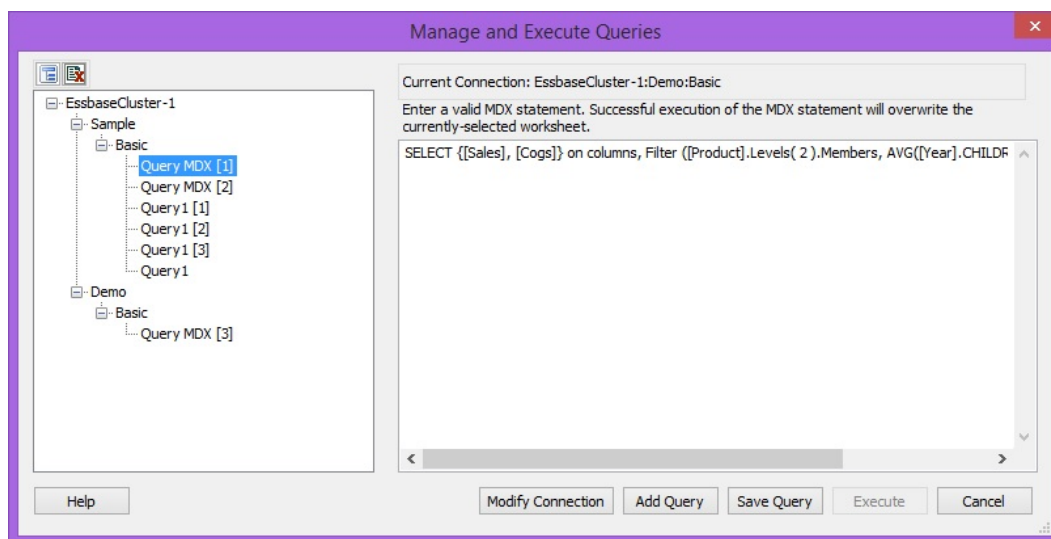 Manage and Execute Queries
EssbaseCluster-1
Sample
Basic
Query MDX [1]
Query MDX [2]
Query1 [1]
Query1 [2]
Query1 [3]
Query1
Demo
Basic
Query MDX [3]
Current Connection: EssbaseCluster-1:Demo:Basic
Enter a valid MDX statement. Successful execution of the MDX statement will overwrite the
currently-selected worksheet.
SELECT {[Sales], [Cogs]} on columns, Filter ([Product].Levels( 2 ).Members, AVG([Year].CHILDR
Help
Modify Connection
Add Query
Save Query
Execute
Cancel